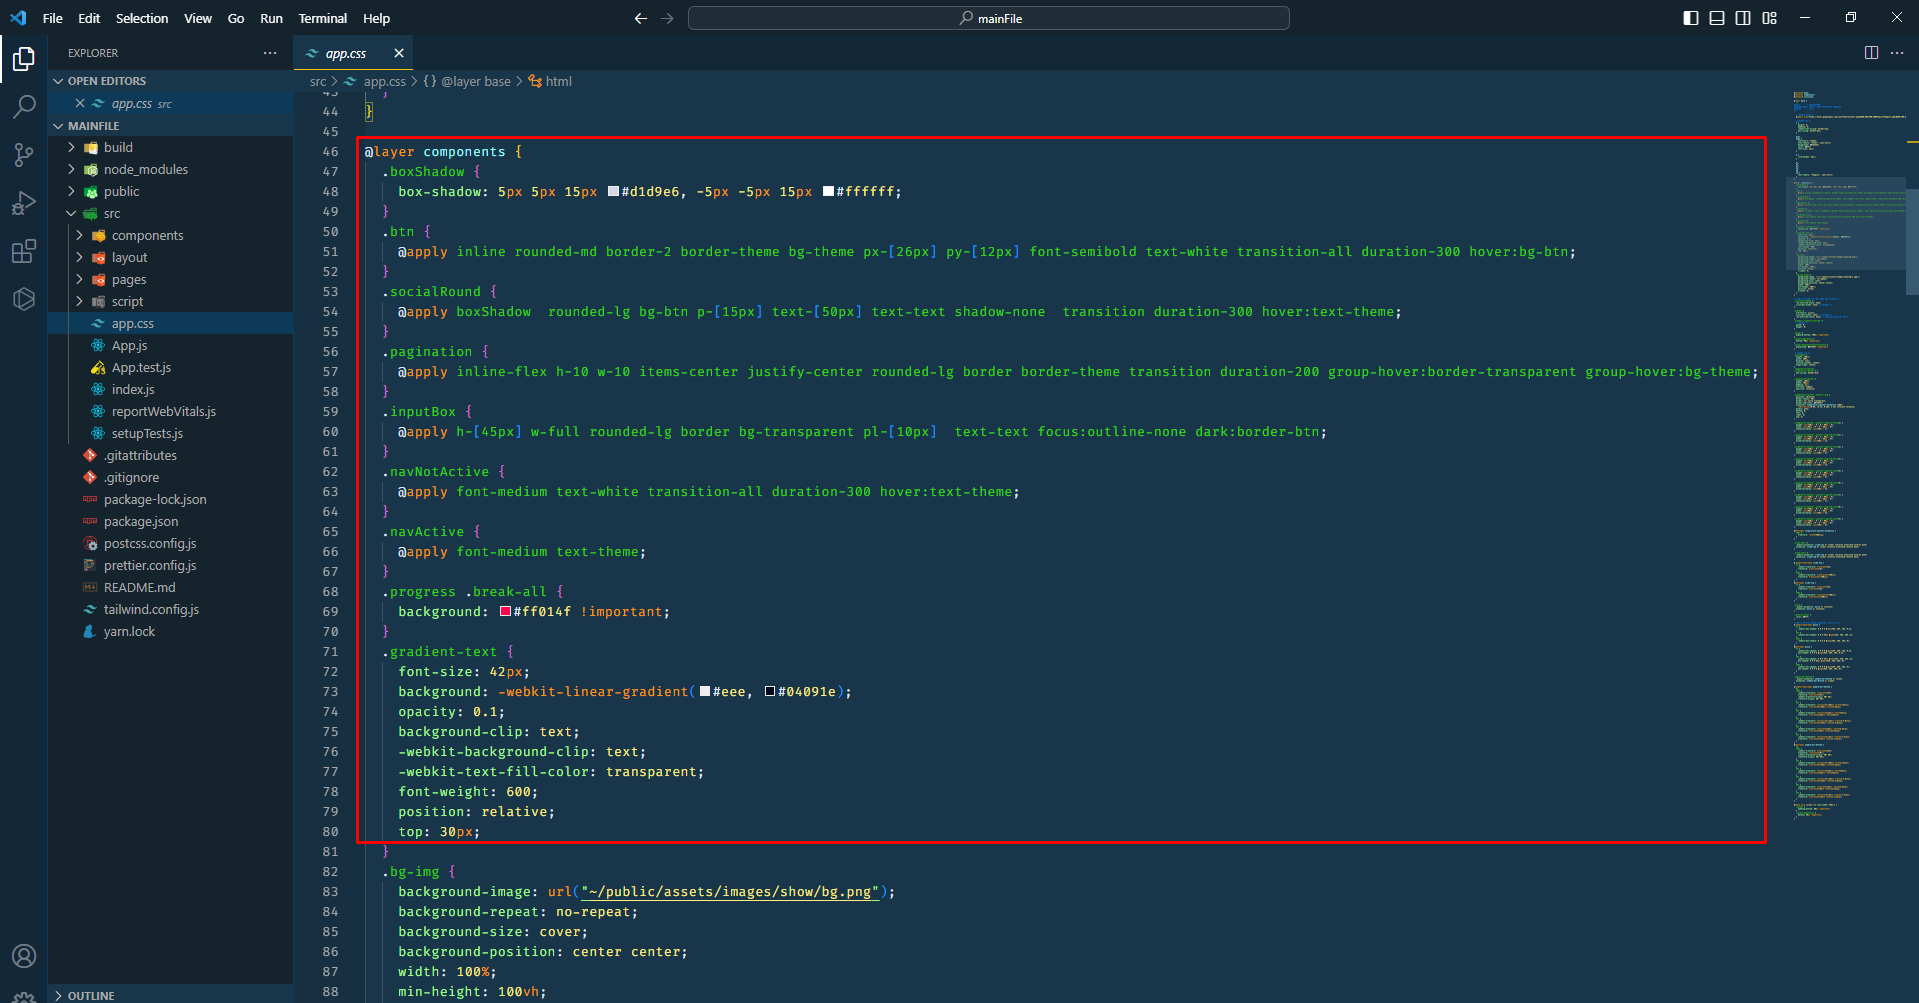 File Edit Selection View Go Run Terminal Help
mainFile
EXPLORER
OPEN EDITORS
app.css src
MAINFILE
build
node_modules
public
src
components
layout
pages
script
app.css
App.js
App.test.js
index.js
reportWebVitals.js
setupTests.js
.gitattributes
.gitignore
package-lock.json
package.json
postcss.config.js
prettier.config.js
README.md
tailwind.config.js
yarn.lock
OUTLINE
app.css
src > app.css > {} @layer base > html
43 }
44 }
45
46 @layer components {
47 .boxShadow {
48 box-shadow: 5px 5px 15px #d1d9e6, -5px -5px 15px #ffffff;
49 }
50 .btn {
51 @apply inline rounded-md border-2 border-theme bg-theme px-[26px] py-[12px] font-semibold text-white transition-all duration-300 hover:bg-btn;
52 }
53 .socialRound {
54 @apply boxShadow  rounded-lg bg-btn p-[15px] text-[50px] text-text shadow-none  transition duration-300 hover:text-theme;
55 }
56 .pagination {
57 @apply inline-flex h-10 w-10 items-center justify-center rounded-lg border border-theme transition duration-200 group-hover:border-transparent group-hover:bg-theme;
58 }
59 .inputBox {
60 @apply h-[45px] w-full rounded-lg border bg-transparent pl-[10px]  text-text focus:outline-none dark:border-btn;
61 }
62 .navNotActive {
63 @apply font-medium text-white transition-all duration-300 hover:text-theme;
64 }
65 .navActive {
66 @apply font-medium text-theme;
67 }
68 .progress .break-all {
69 background: #ff014f !important;
70 }
71 .gradient-text {
72 font-size: 42px;
73 background: -webkit-linear-gradient(#eee, #04091e);
74 opacity: 0.1;
75 background-clip: text;
76 -webkit-background-clip: text;
77 -webkit-text-fill-color: transparent;
78 font-weight: 600;
79 position: relative;
80 top: 30px;
81 }
82 .bg-img {
83 background-image: url("~/public/assets/images/show/bg.png");
84 background-repeat: no-repeat;
85 background-size: cover;
86 background-position: center center;
87 width: 100%;
88 min-height: 100vh;